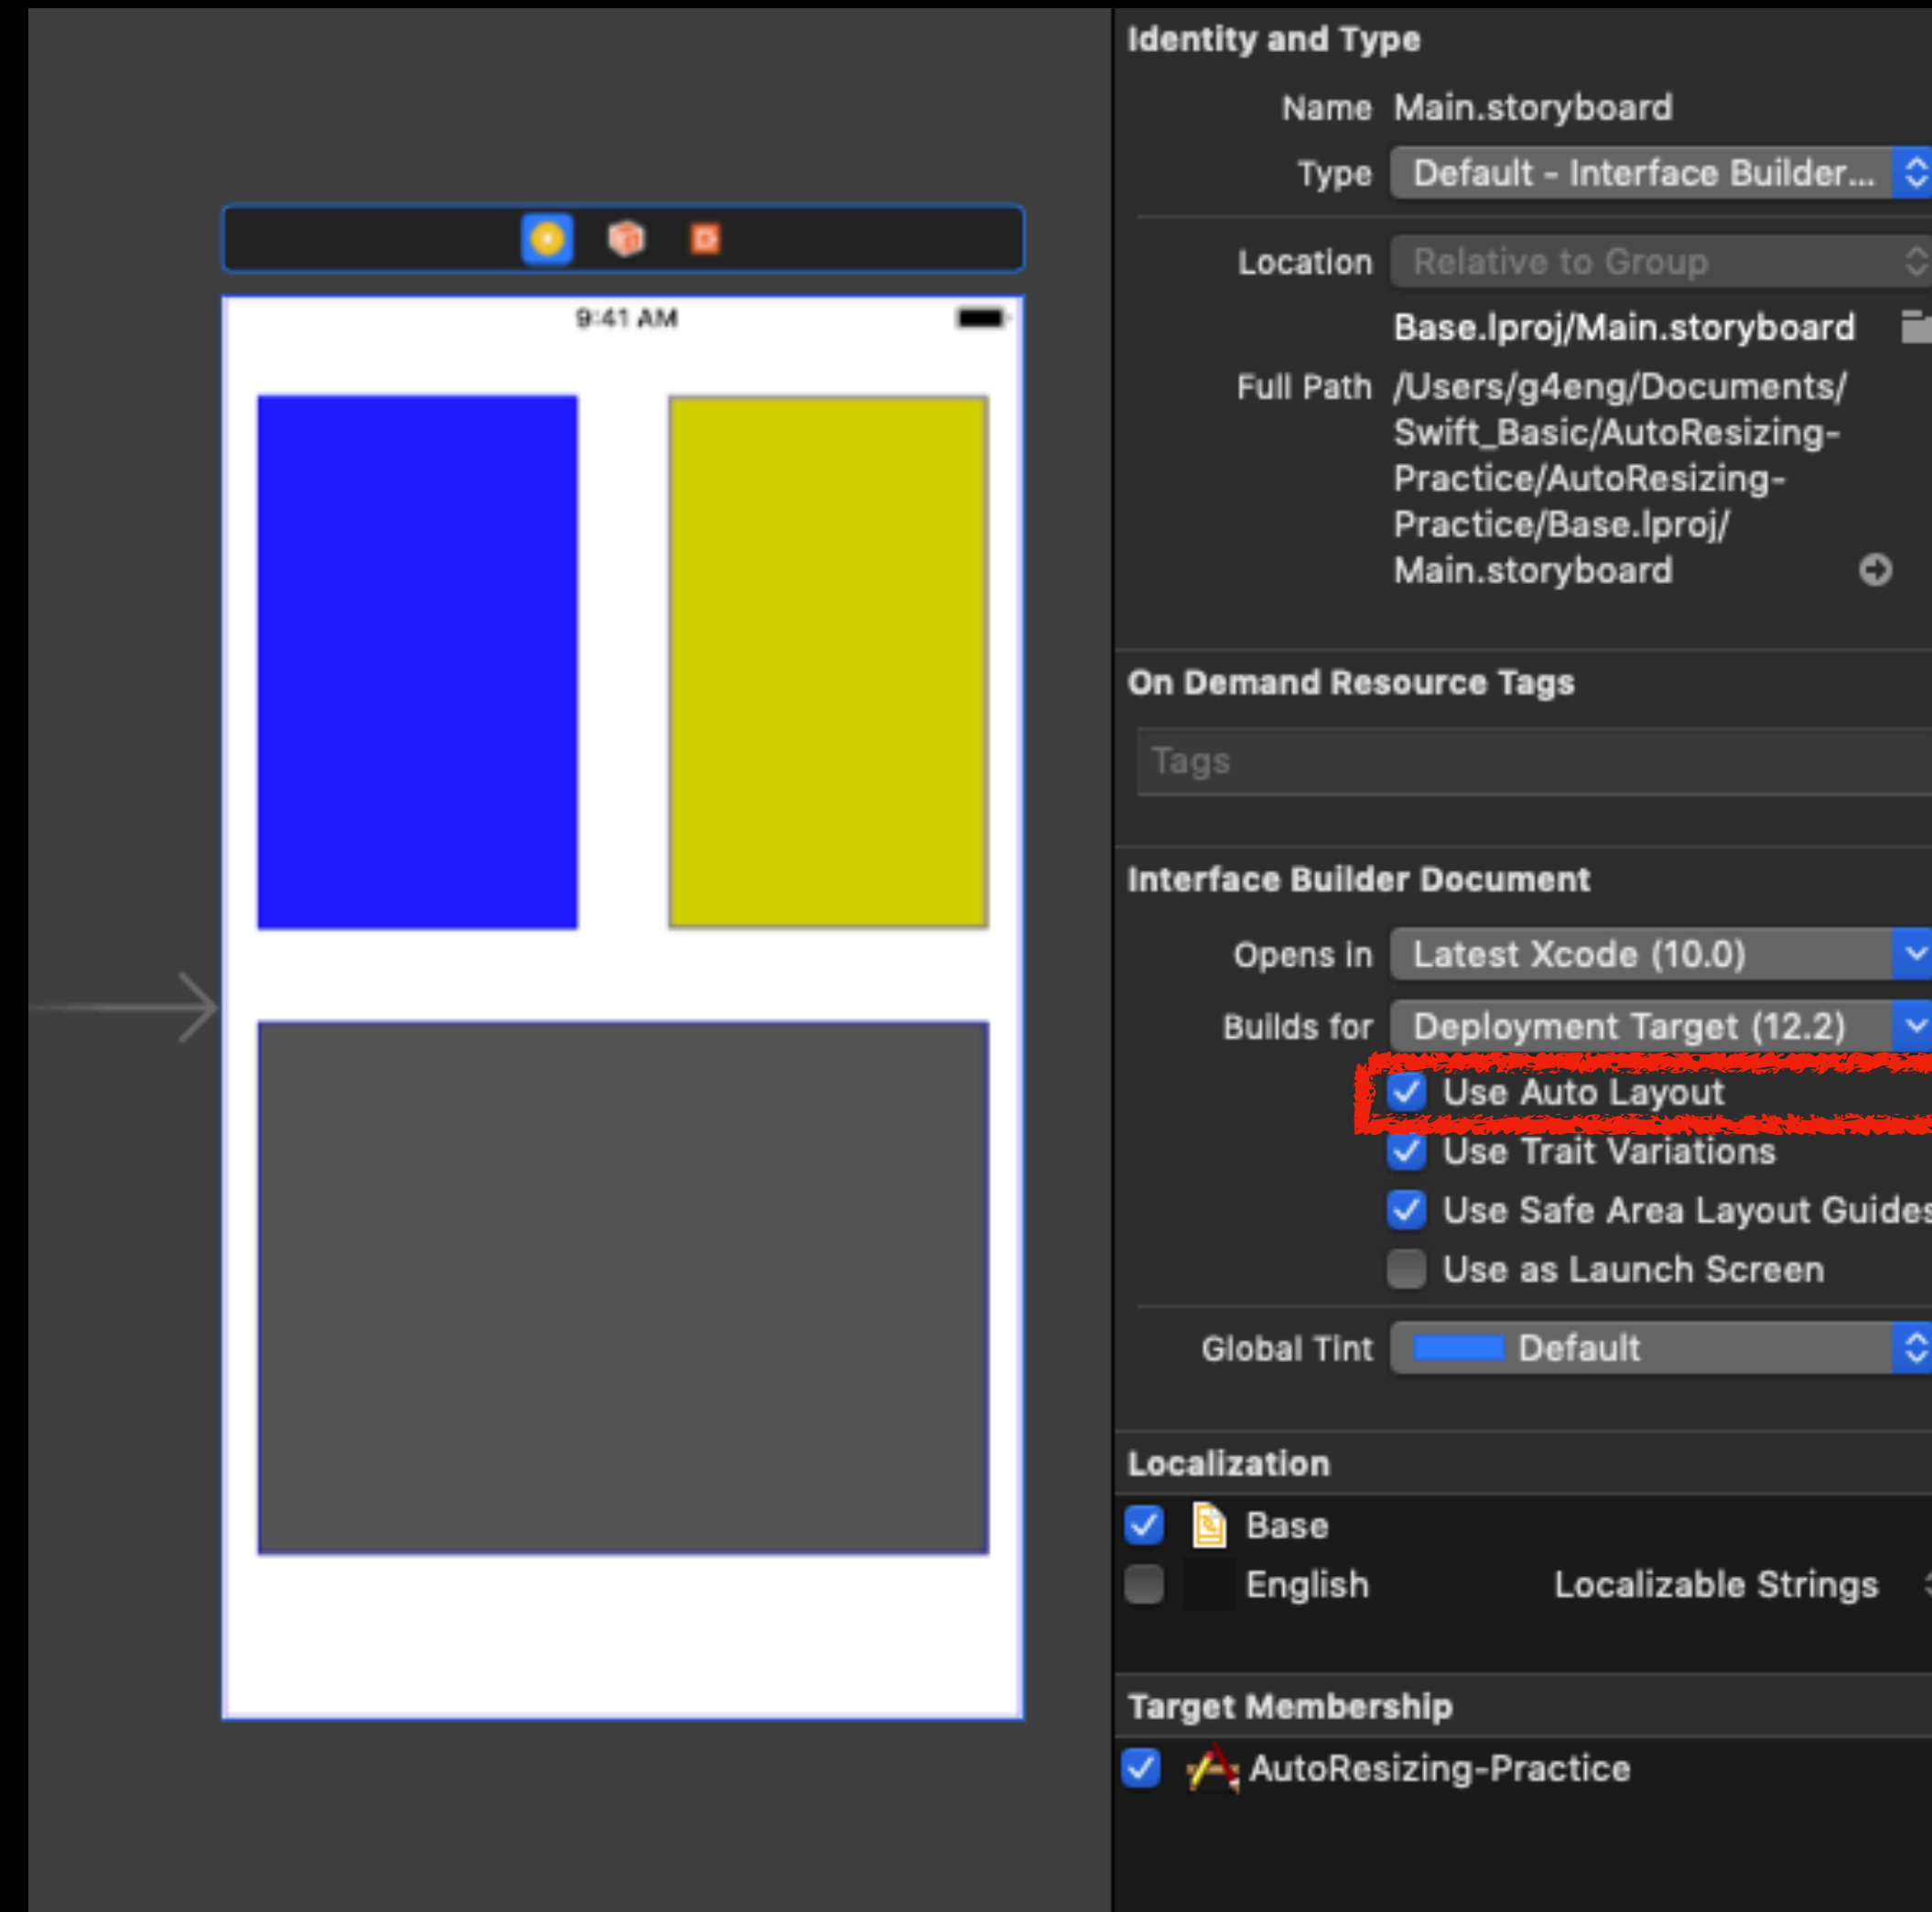 9:41 AM
Identity and Type
Name Main.storyboard
Type Default - Interface Builder...
Location Relative to Group
Base.lproj/Main.storyboard
Full Path /Users/g4eng/Documents/
Swift_Basic/AutoResizing-
Practice/AutoResizing-
Practice/Base.lproj/
Main.storyboard
On Demand Resource Tags
Tags
Interface Builder Document
Opens in Latest Xcode (10.0)
Builds for Deployment Target (12.2)
Use Auto Layout
Use Trait Variations
Use Safe Area Layout Guides
Use as Launch Screen
Global Tint Default
Localization
Base
English Localizable Strings
Target Membership
AutoResizing-Practice